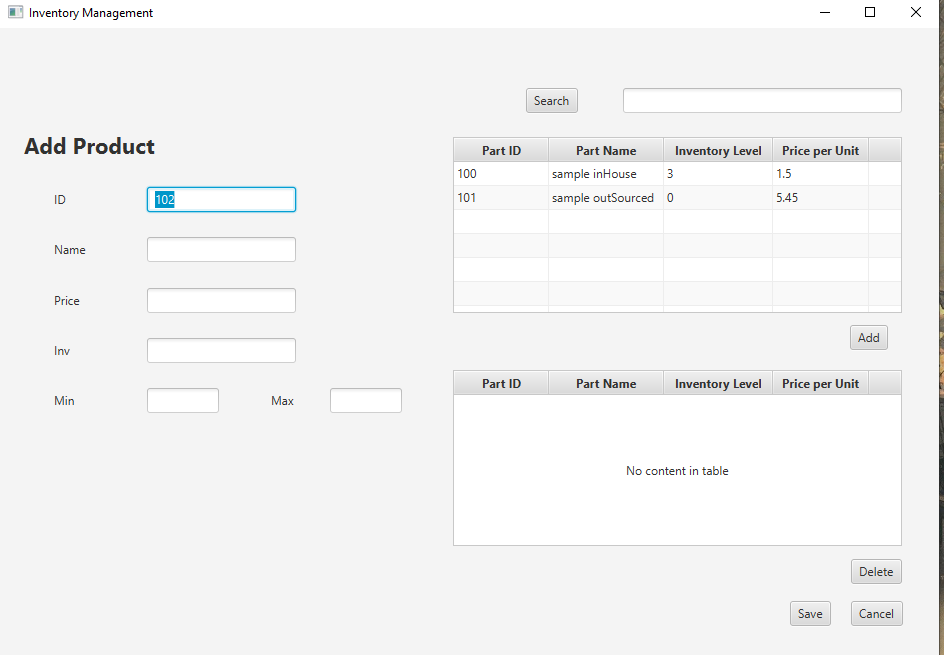 Inventory Management
Search
Add Product
ID 102
Name
Price
Inv
Min Max
Part ID Part Name Inventory Level Price per Unit
100 sample inHouse 3 1.5
101 sample outSourced 0 5.45
Add
Part ID Part Name Inventory Level Price per Unit
No content in table
Delete
Save Cancel